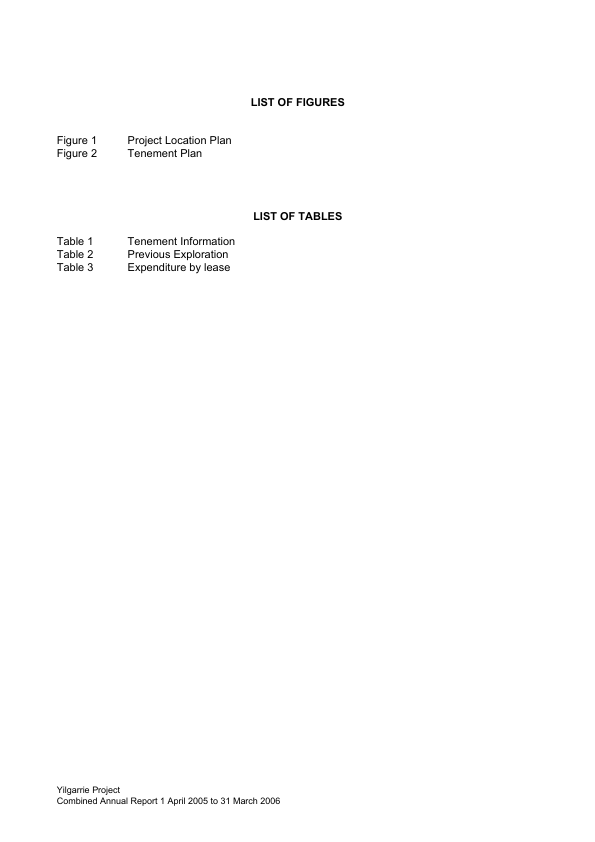 LIST OF FIGURES
Figure 1 Project Location Plan
Figure 2 Tenement Plan
LIST OF TABLES
Table 1 Tenement Information
Table 2 Previous Exploration
Table 3 Expenditure by lease
Yilgarrie Project
Combined Annual Report 1 April 2005 to 31 March 2006